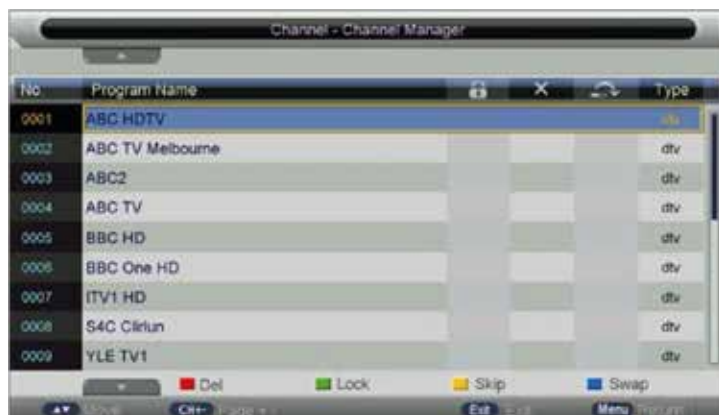 Channel - Channel Manager
No. Program Name Type
0001 ABC HDTV dtv
0002 ABC TV Melbourne dtv
0003 ABC2 dtv
0004 ABC TV dtv
0005 BBC HD dtv
0006 BBC One HD dtv
0007 ITV1 HD dtv
0008 S4C Clirlun dtv
0009 YLE TV1 dtv
Del Lock Skip Swap
Move CH+- Page + - Exit Exit Menu